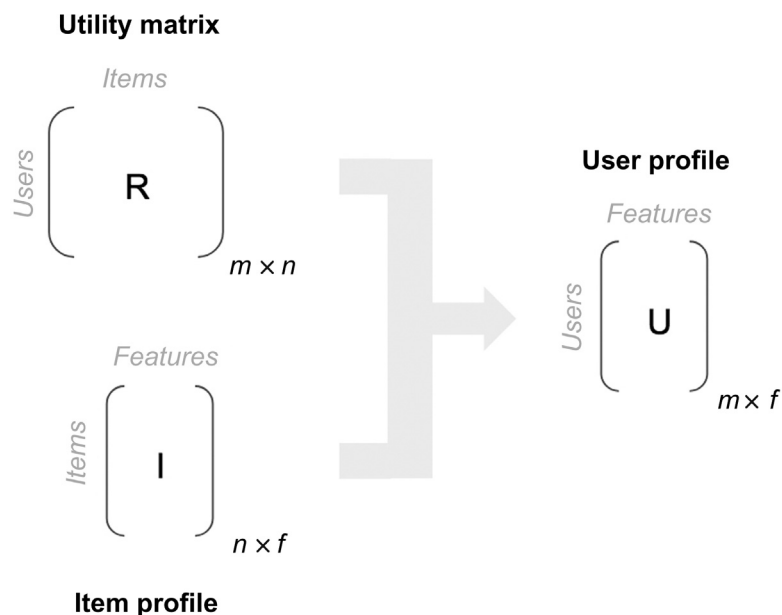 Utility matrix
Items
Users
R
m × n
Features
Items
I
n × f
Item profile
User profile
Features
Users
U
m × f